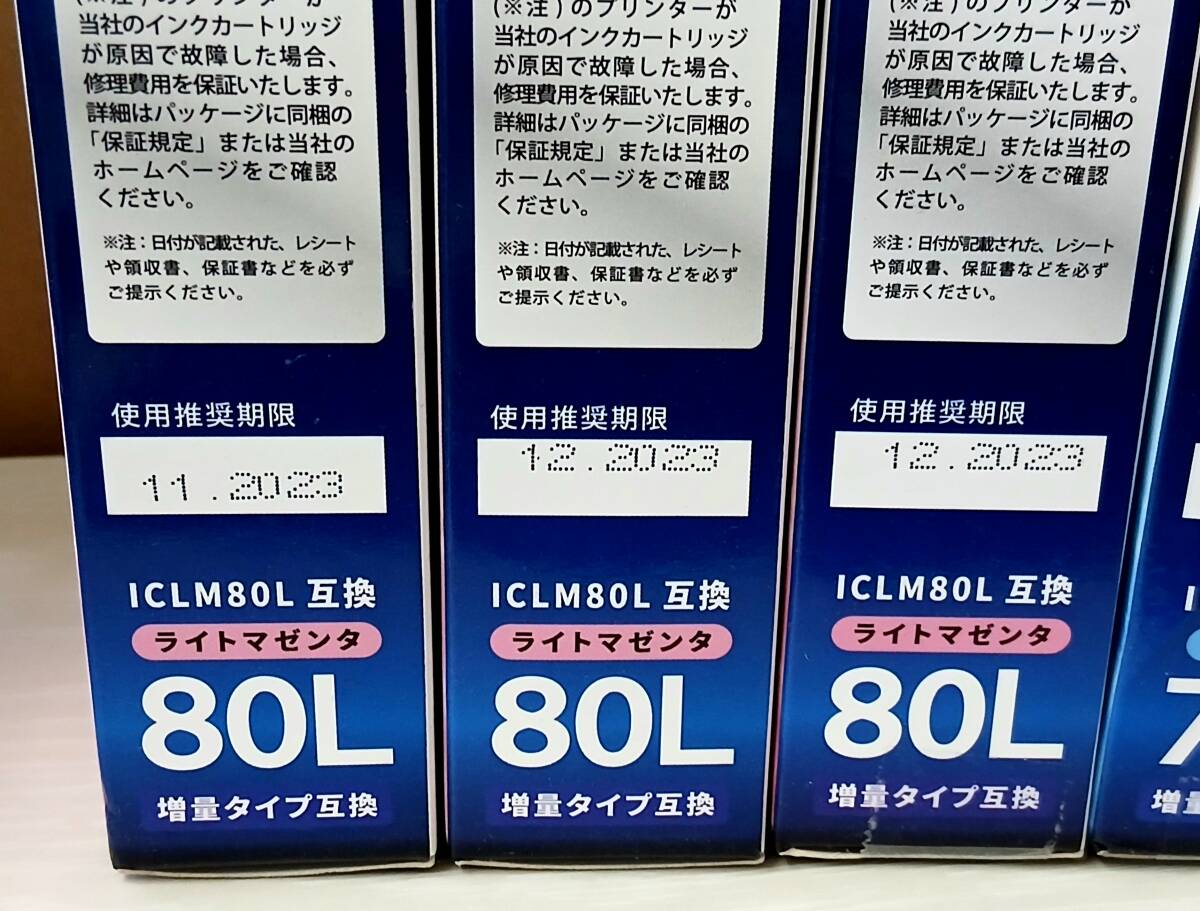 (※注)のプリンターが
当社のインクカートリッジ
が原因で故障した場合、
修理費用を保証いたします。
詳細はパッケージに同梱の
「保証規定」または当社の
ホームページをご確認
ください。
※注：日付が記載された、レシート
や領収書、保証書などを必ず
ご提示ください。
使用推奨期限
11.2023
ICLM80L 互換
ライトマゼンタ
80L
増量タイプ互換
(※注)のプリンターが
当社のインクカートリッジ
が原因で故障した場合、
修理費用を保証いたします。
詳細はパッケージに同梱の
「保証規定」または当社の
ホームページをご確認
ください。
※注：日付が記載された、レシート
や領収書、保証書などを必ず
ご提示ください。
使用推奨期限
12.2023
ICLM80L 互換
ライトマゼンタ
80L
増量タイプ互換
(※注)のプリンターが
当社のインクカートリッジ
が原因で故障した場合、
修理費用を保証いたします。
詳細はパッケージに同梱の
「保証規定」または当社の
ホームページをご確認
ください。
※注：日付が記載された、レシート
や領収書、保証書などを必ず
ご提示ください。
使用推奨期限
12.2023
ICLM80L 互換
ライトマゼンタ
80L
増量タイプ互換